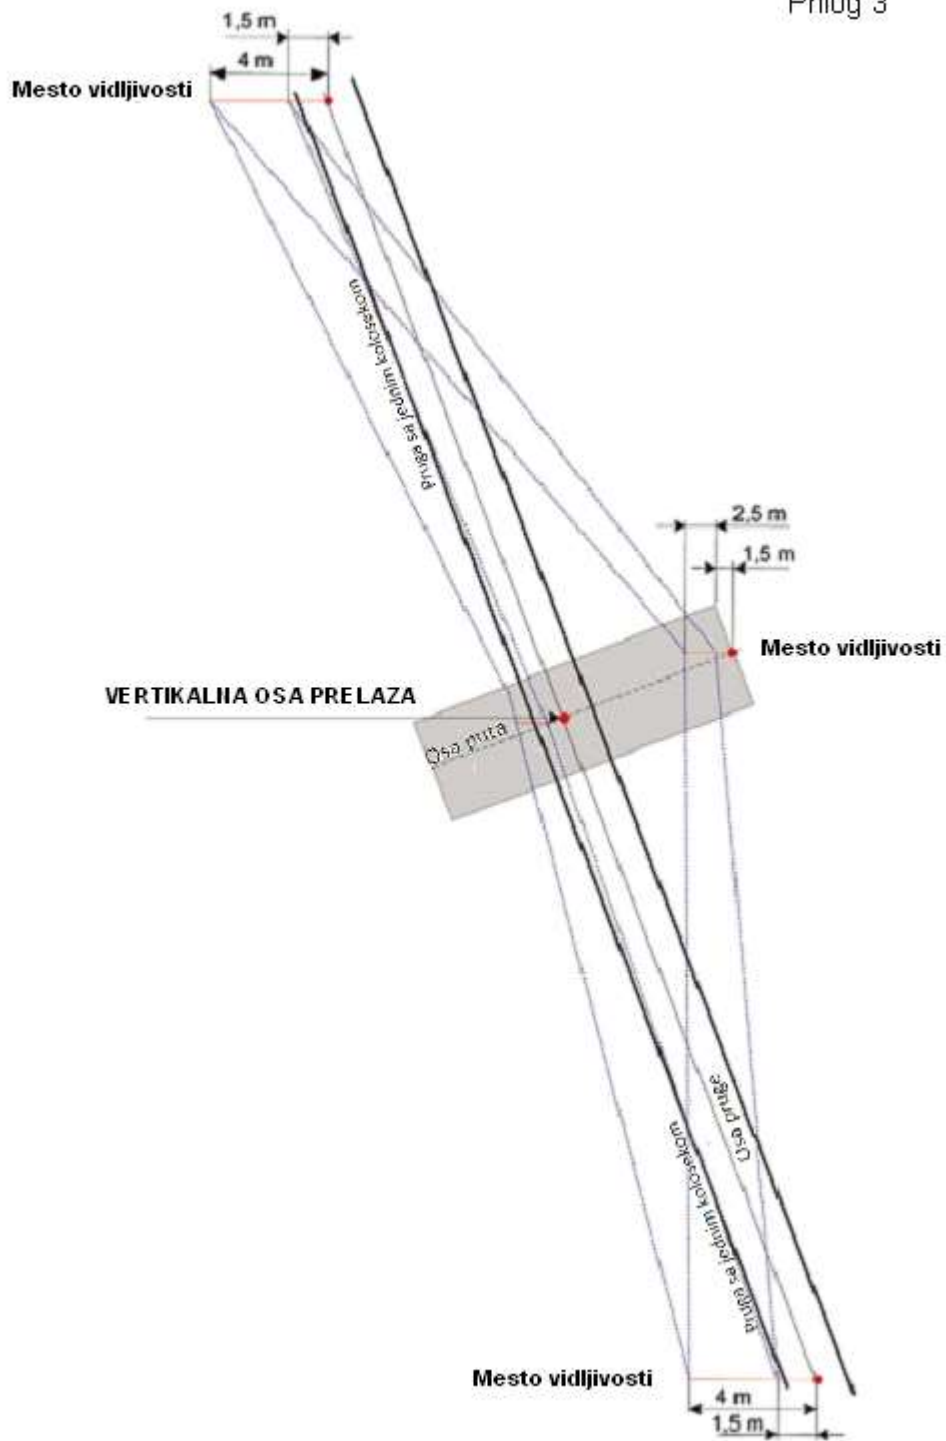 Prilog 3
1,5 m
4 m
Mesto vidljivosti
Pruga sa jednim kolosekom
2,5 m
1,5 m
Mesto vidljivosti
VERTIKALNA OSA PRELAZA
Osa puta
Osa pruge
Pruga sa jednim kolosekom
Mesto vidljivosti
4 m
1,5 m